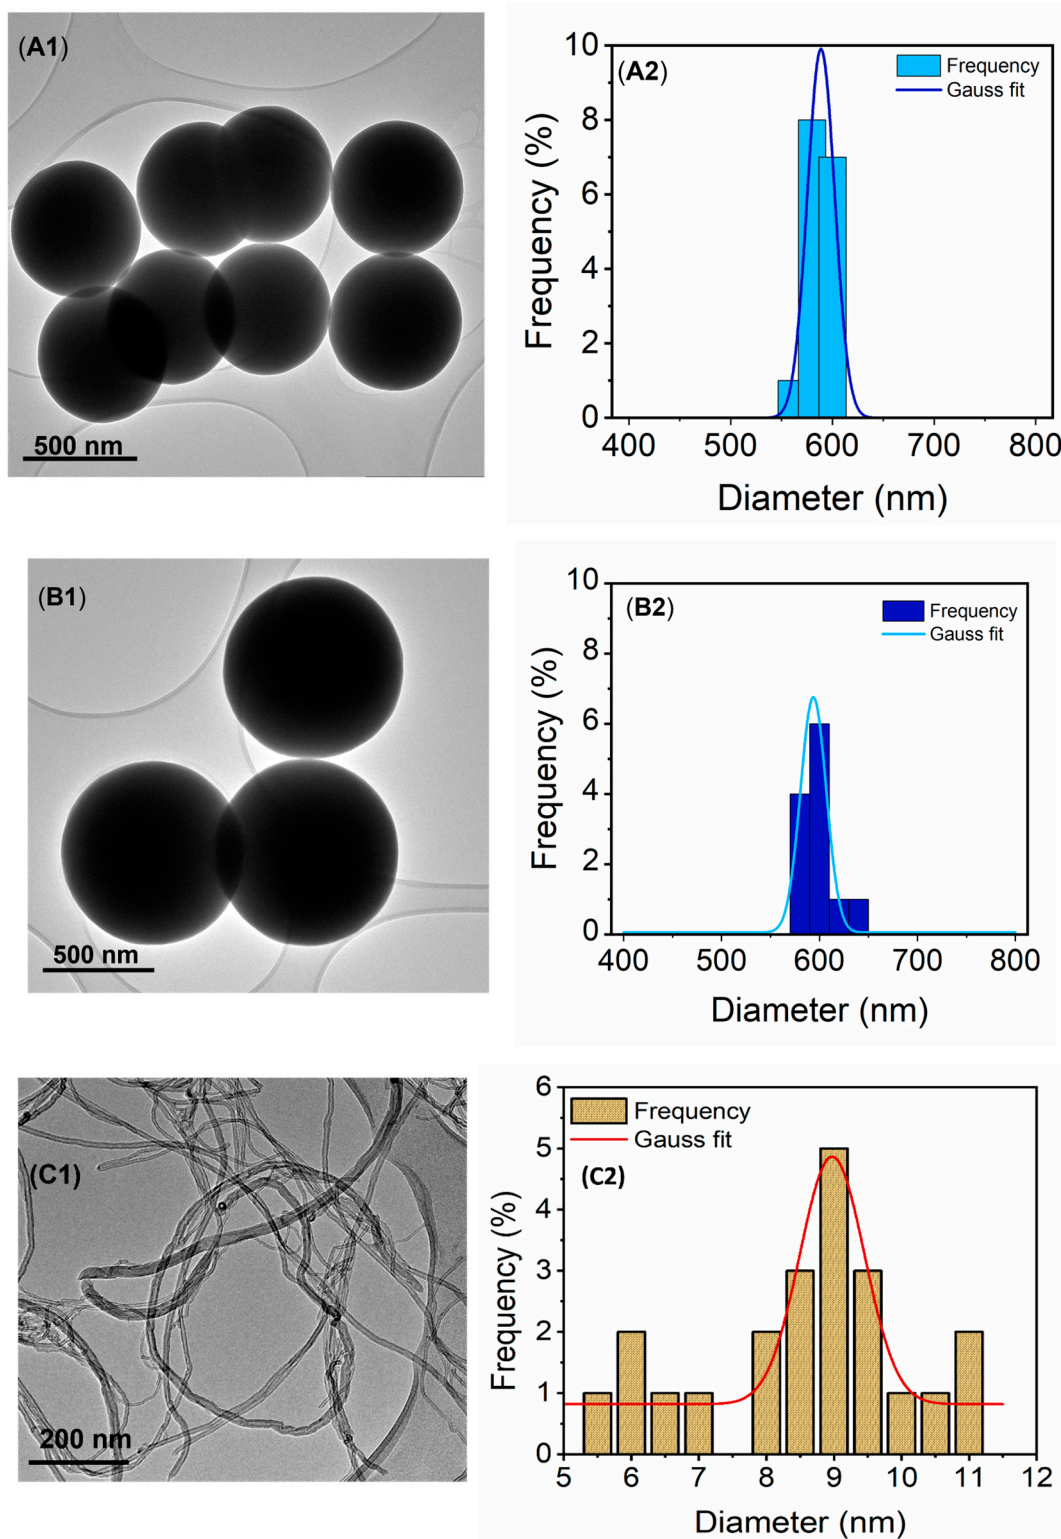 (A1)
500 nm
(A2)
Frequency
Gauss fit
10
8
6
4
2
0
400 500 600 700 800
Frequency (%)
Diameter (nm)
(B1)
500 nm
(B2)
Frequency
Gauss fit
10
8
6
4
2
0
400 500 600 700 800
Frequency (%)
Diameter (nm)
(C1)
200 nm
(C2)
Frequency
Gauss fit
6
5
4
3
2
1
0
5 6 7 8 9 10 11 12
Frequency (%)
Diameter (nm)